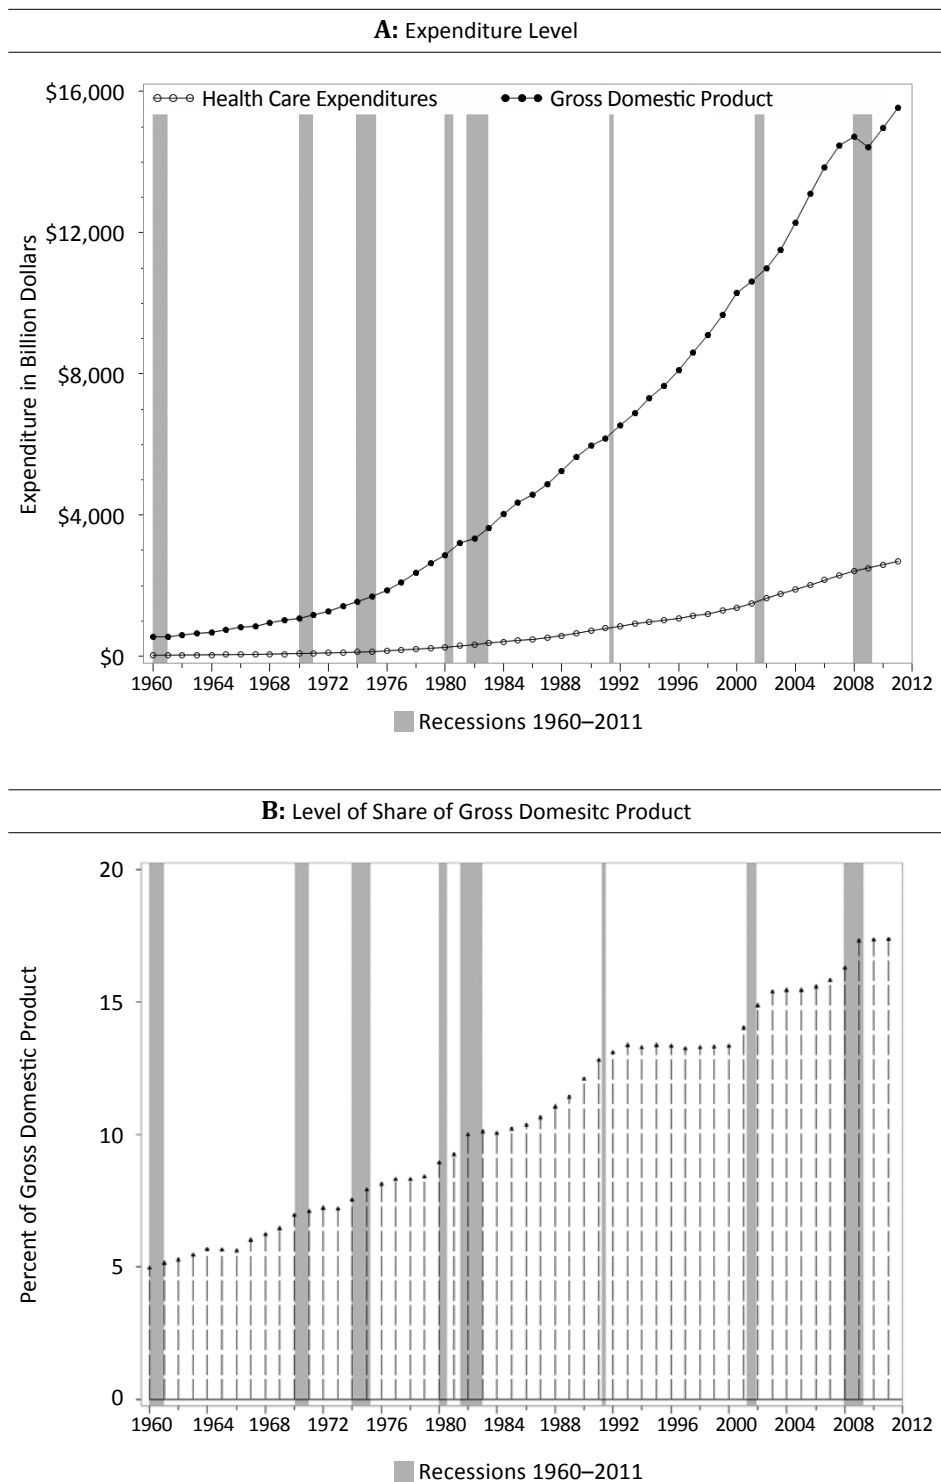 A: Expenditure Level
$16,000
Health Care Expenditures
Gross Domestic Product
$12,000
$8,000
$4,000
$0
Expenditure in Billion Dollars
1960 1964 1968 1972 1976 1980 1984 1988 1992 1996 2000 2004 2008 2012
Recessions 1960–2011
B: Level of Share of Gross Domesitc Product
20
15
10
5
0
Percent of Gross Domestic Product
1960 1964 1968 1972 1976 1980 1984 1988 1992 1996 2000 2004 2008 2012
Recessions 1960–2011